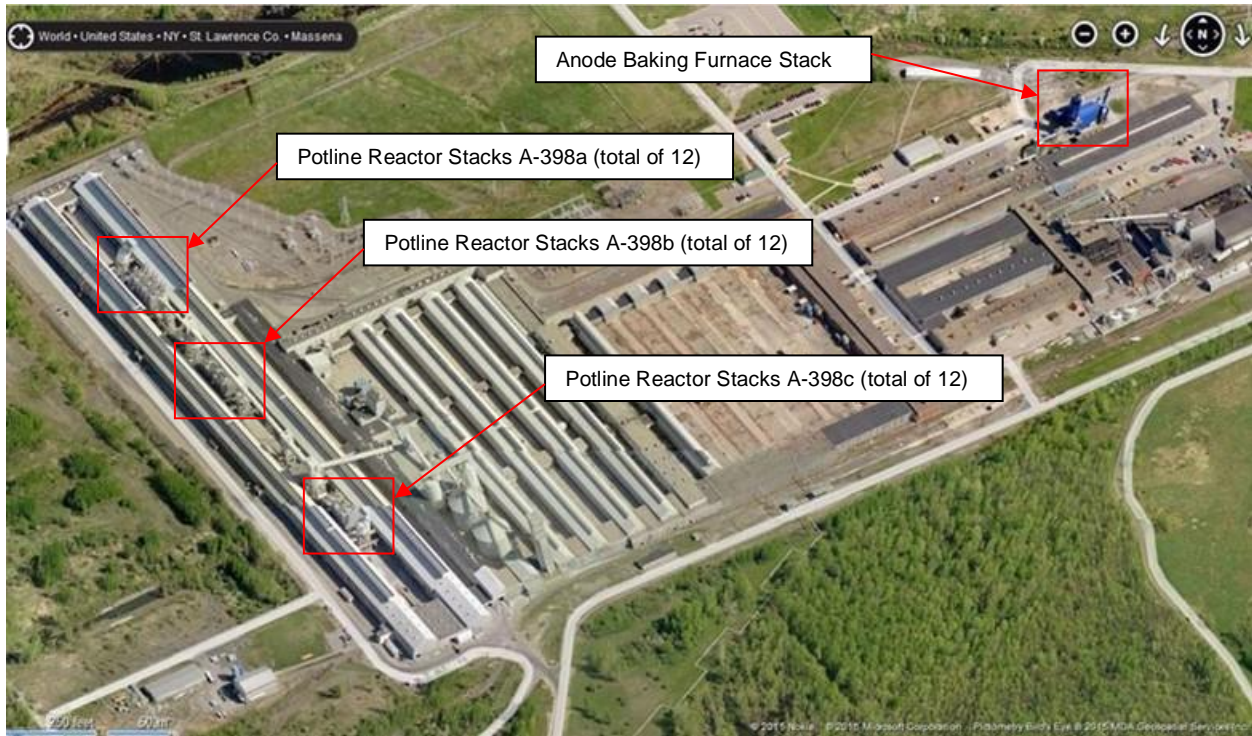 World • United States • NY • St. Lawrence Co. • Massena
N
Anode Baking Furnace Stack
Potline Reactor Stacks A-398a (total of 12)
Potline Reactor Stacks A-398b (total of 12)
Potline Reactor Stacks A-398c (total of 12)
250 feet 50 m
© 2015 Nokia © 2015 Microsoft Corporation Pictometry Bird's Eye © 2015 MDA Geospatial Services Inc.